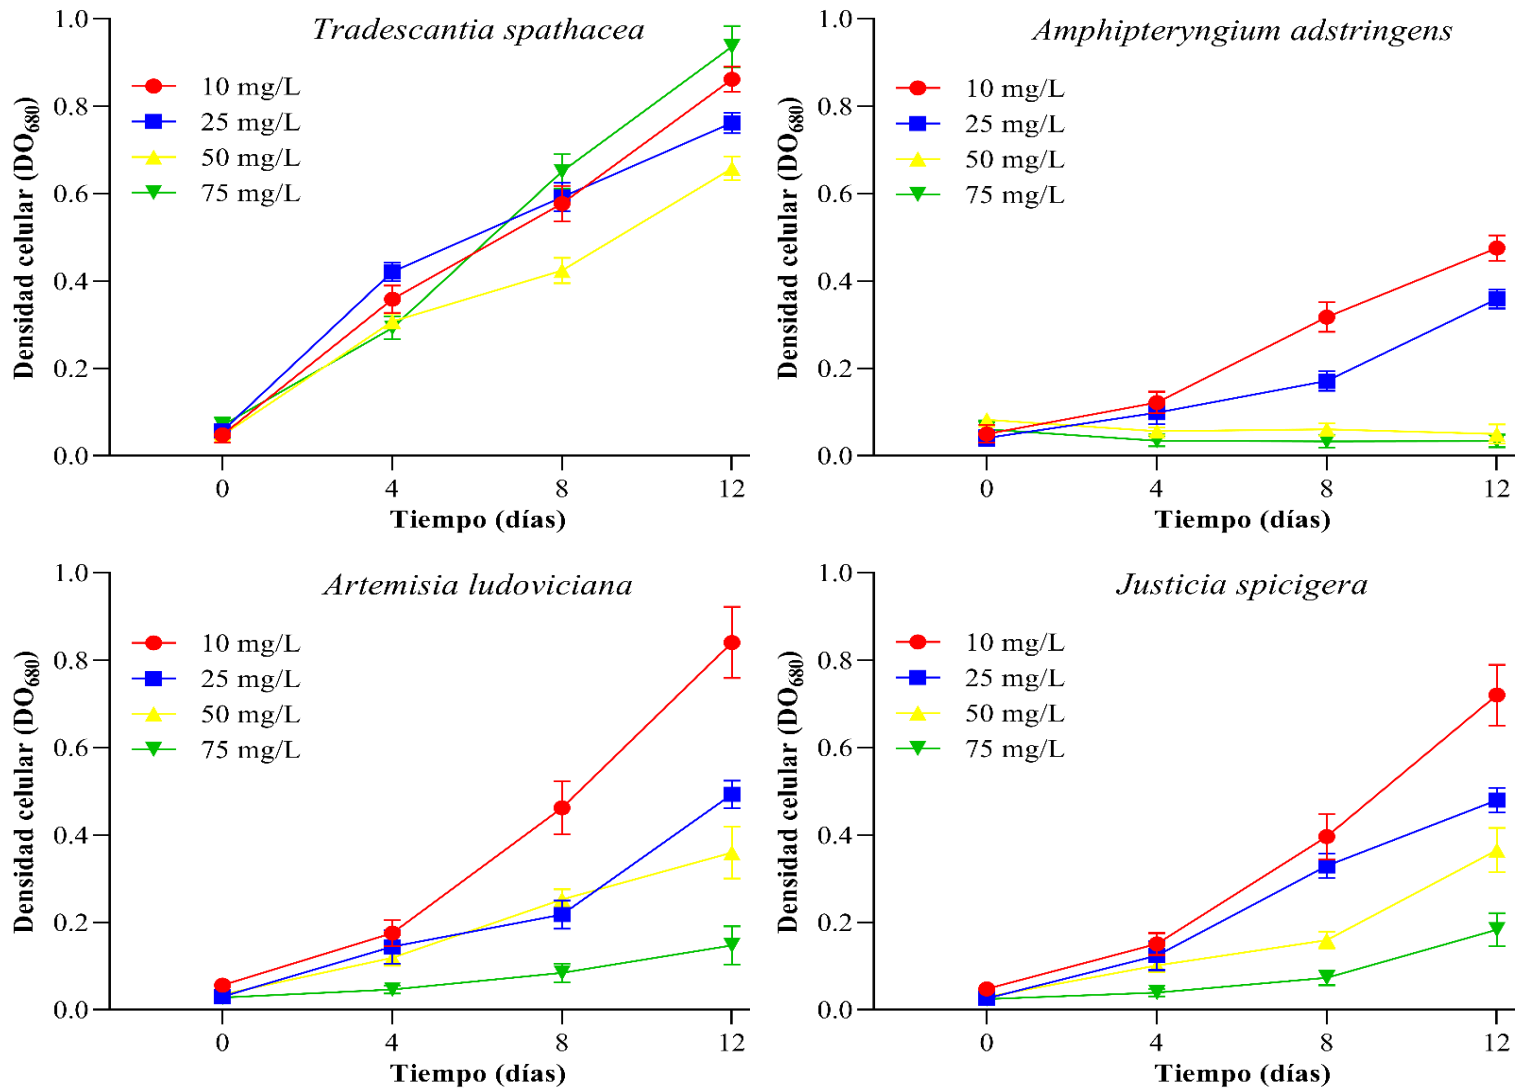 Tradescantia spathacea
10 mg/L
25 mg/L
50 mg/L
75 mg/L
Densidad celular (DO680)
1.0
0.8
0.6
0.4
0.2
0.0
0 4 8 12
Tiempo (días)
Amphipteryngium adstringens
10 mg/L
25 mg/L
50 mg/L
75 mg/L
Densidad celular (DO680)
1.0
0.8
0.6
0.4
0.2
0.0
0 4 8 12
Tiempo (días)
Artemisia ludoviciana
10 mg/L
25 mg/L
50 mg/L
75 mg/L
Densidad celular (DO680)
1.0
0.8
0.6
0.4
0.2
0.0
0 4 8 12
Tiempo (días)
Justicia spicigera
10 mg/L
25 mg/L
50 mg/L
75 mg/L
Densidad celular (DO680)
1.0
0.8
0.6
0.4
0.2
0.0
0 4 8 12
Tiempo (días)